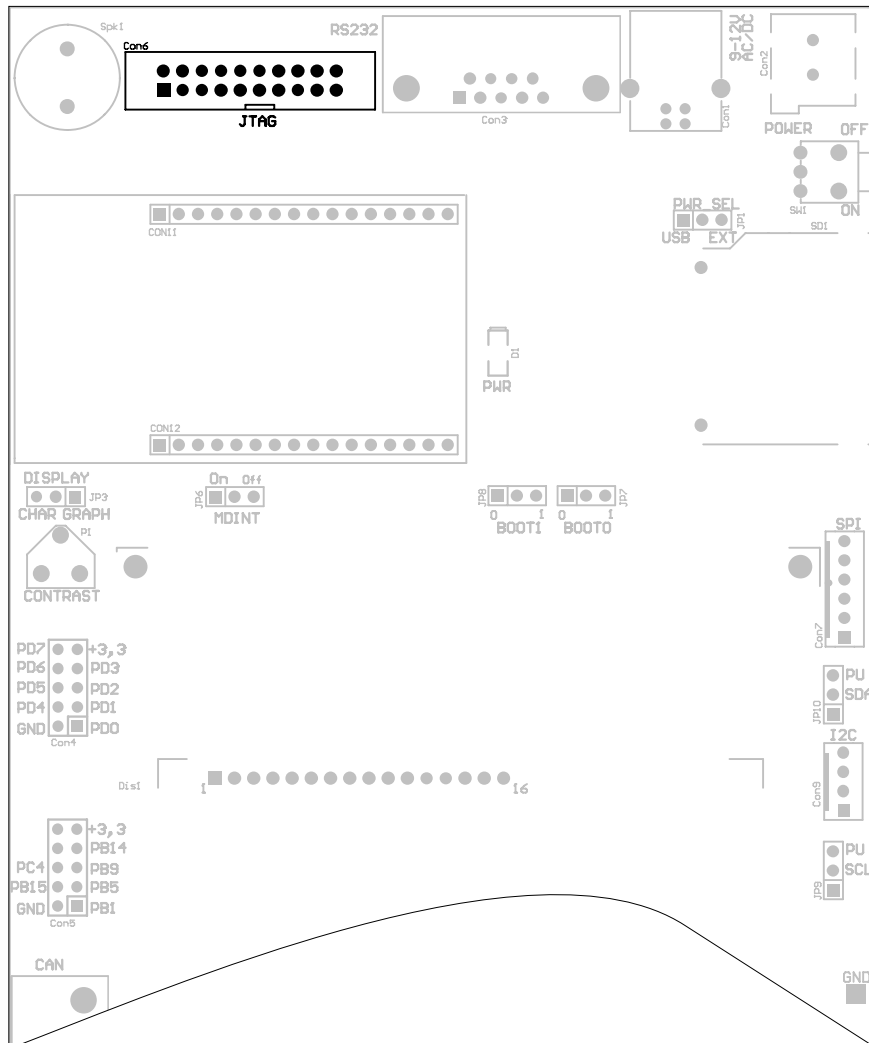 Spk1
RS232
9-12V
AC/DC
Con6
Con2
JTAG
Con3
Con1
POWER OFF
SW1
ON
PWR_SEL
JP1
USB EXT
SD1
CON11
D1
PWR
CON12
DISPLAY
JP3
CHAR GRAPH
On Off
JP6
MDINT
JP8
0 1
BOOT1
JP7
0 1
BOOT0
P1
CONTRAST
SPI
Con7
PD7 +3,3
PD6 PD3
PD5 PD2
PD4 PD1
GND PD0
Con4
PU
SDA
JP10
I2C
Con9
Dis1
1 16
+3,3
PB14
PC4 PB9
PB15 PB5
GND PB1
Con5
PU
SCL
JP9
CAN
GND